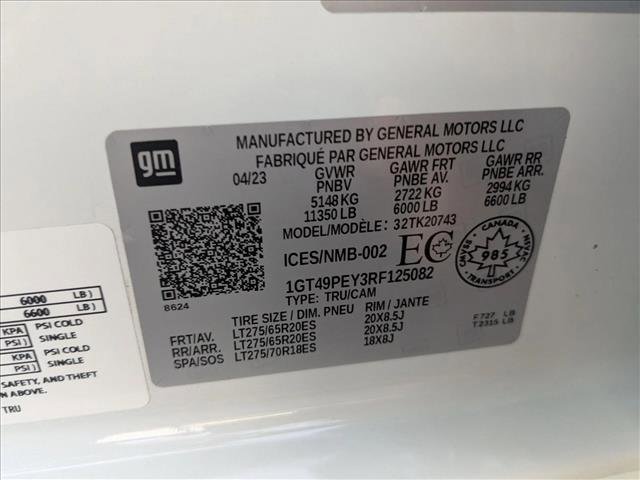 gm
MANUFACTURED BY GENERAL MOTORS LLC
FABRIQUÉ PAR GENERAL MOTORS LLC
04/23
GVWR
PNBV
5148 KG
11350 LB
GAWR FRT
PNBE AV.
2722 KG
6000 LB
GAWR RR
PNBE ARR.
2994 KG
6600 LB
MODEL/MODÈLE: 32TK20743
ICES/NMB-002 EC
CANADA
CMVSS
985
NSVAC
TRANSPORT
1GT49PEY3RF125082
TYPE: TRU/CAM
8624
TIRE SIZE / DIM. PNEU RIM / JANTE
FRT/AV. LT275/65R20ES 20X8.5J
RR/ARR. LT275/65R20ES 20X8.5J
SPA/SOS LT275/70R18ES 18X8J
F727 LB
T2315 LB
6000 LB)
6600 LB)
KPA PSI COLD
PSI) SINGLE
KPA PSI COLD
PSI) SINGLE
SAFETY, AND THEFT
N ABOVE.
TRU